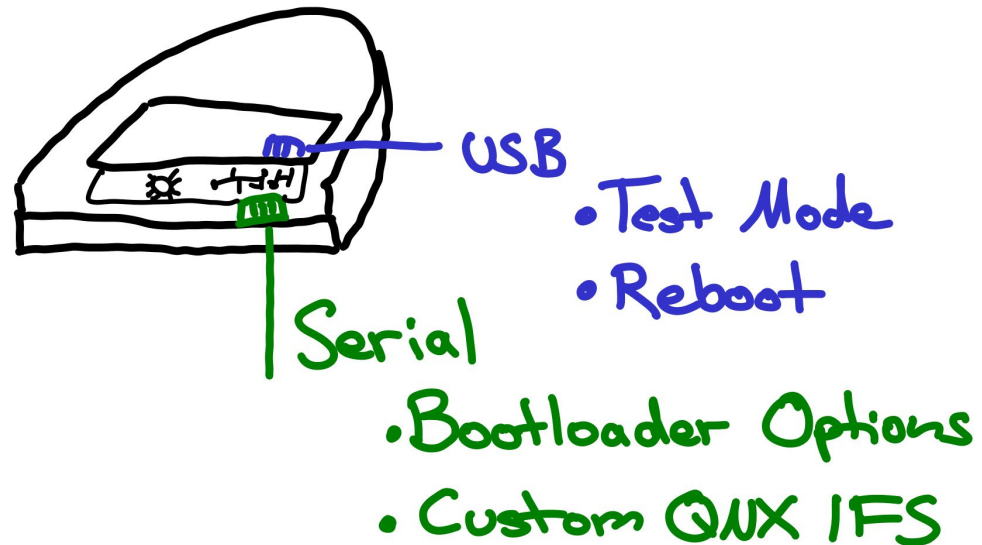 USB
• Test Mode
• Reboot
Serial
• Bootloader Options
• Custom QNX IFS